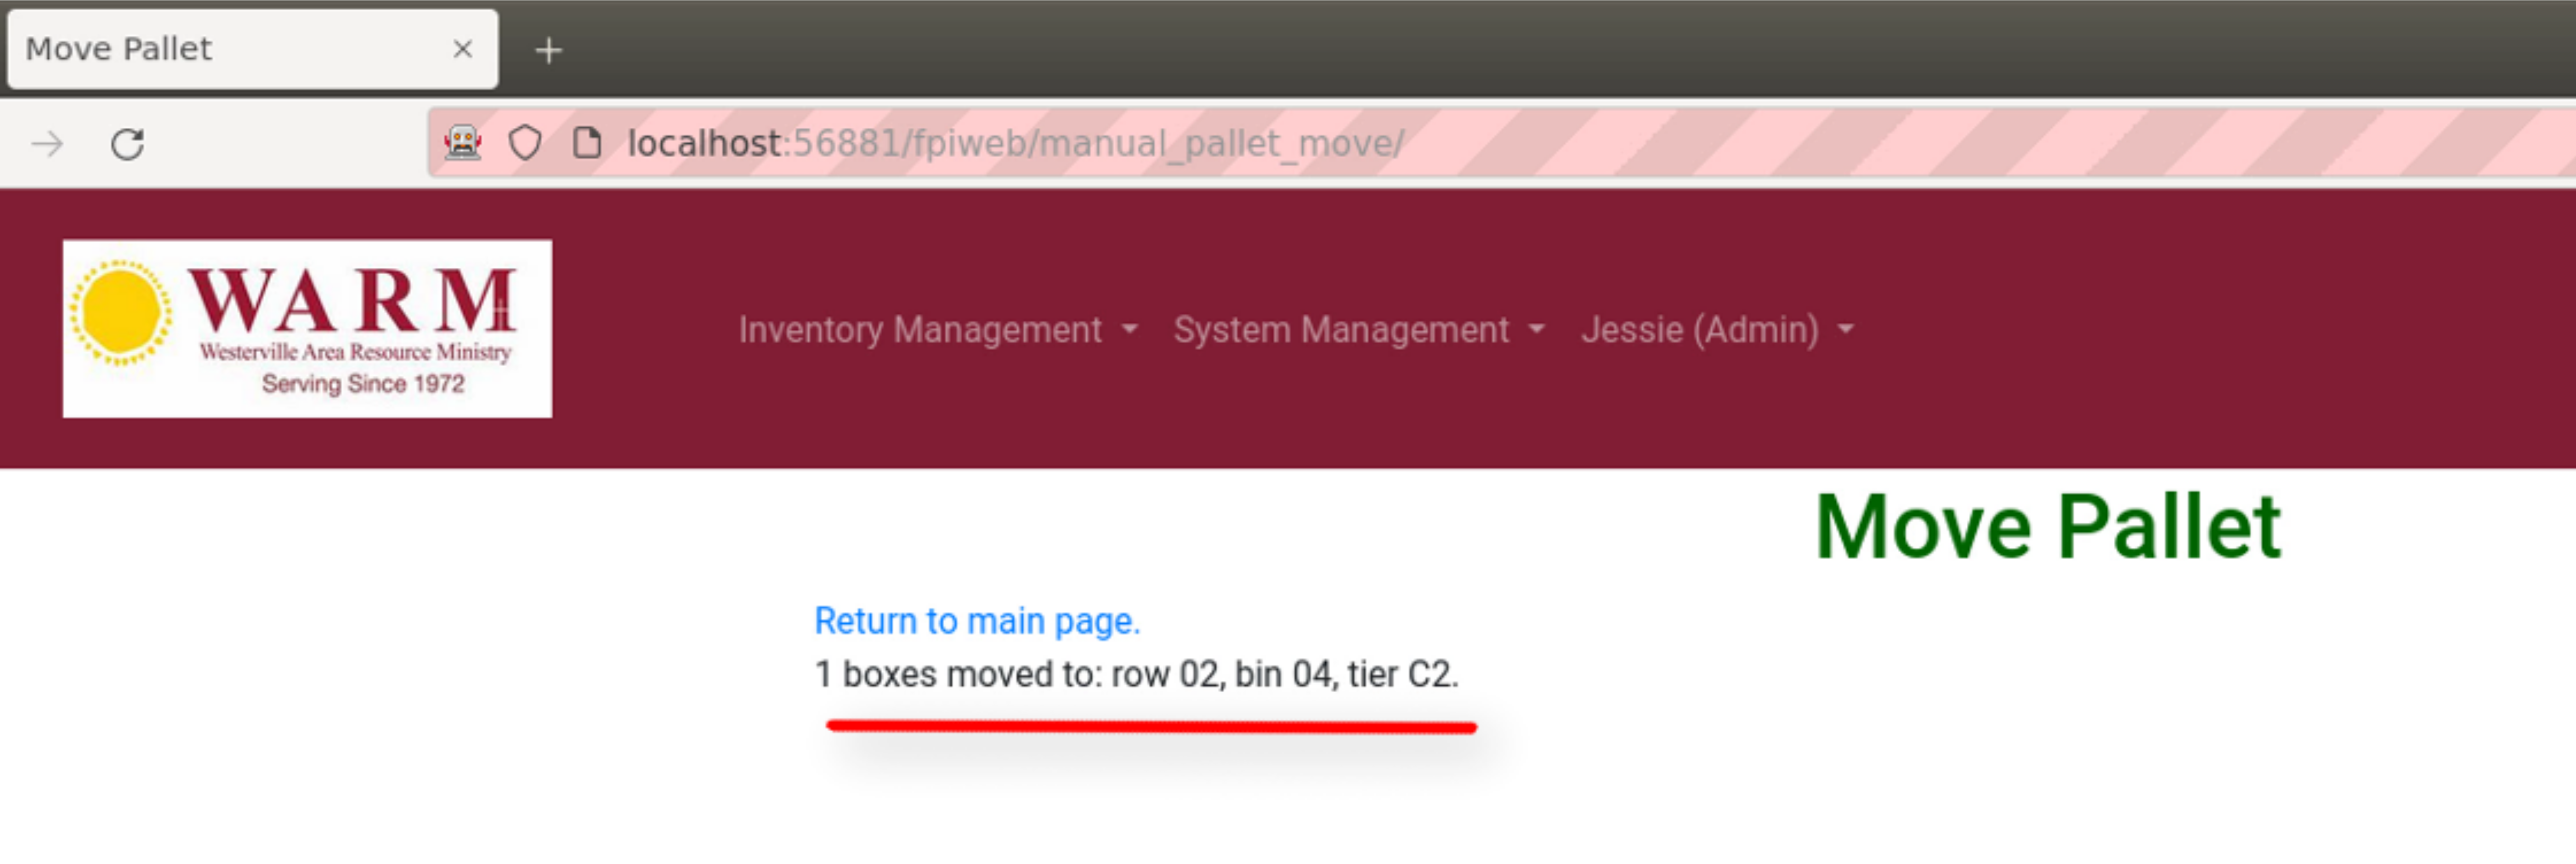 Move Pallet
localhost:56881/fpiweb/manual_pallet_move/
WARM
Westerville Area Resource Ministry
Serving Since 1972
Inventory Management System Management Jessie (Admin)
Move Pallet
Return to main page.
1 boxes moved to: row 02, bin 04, tier C2.